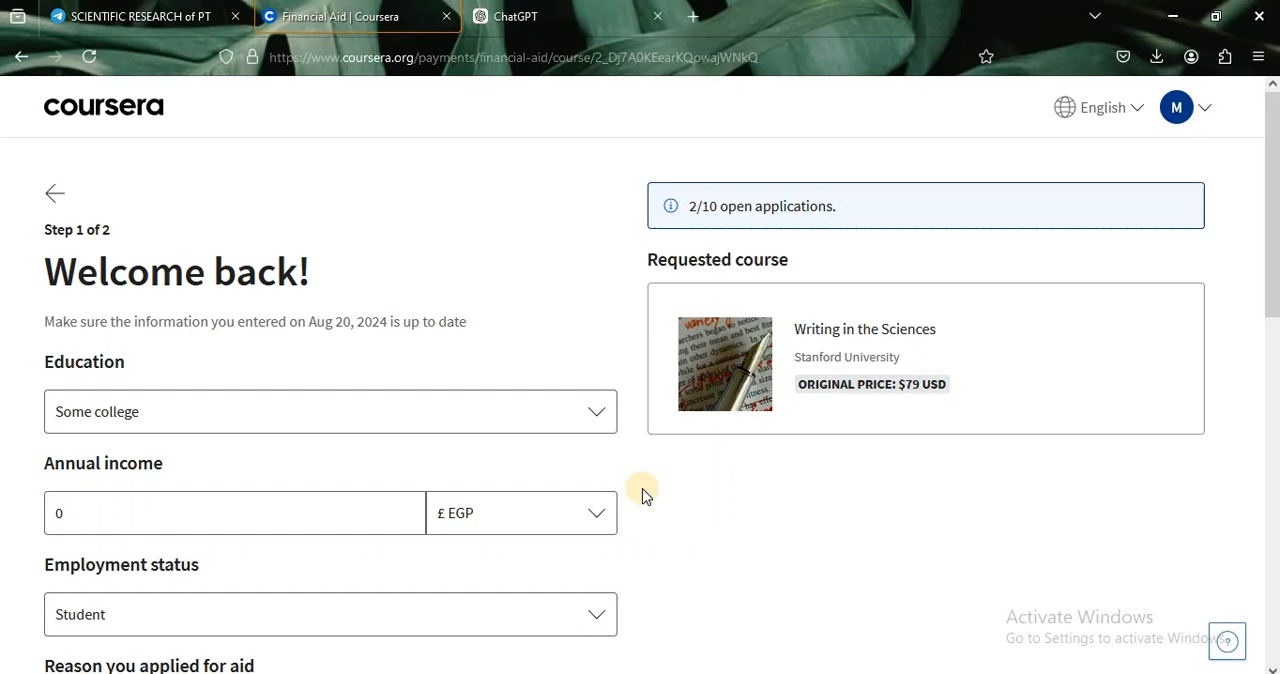 SCIENTIFIC RESEARCH of PT
Financial Aid | Coursera
ChatGPT
https://www.coursera.org/payments/financial-aid/course/2_Dj7A0KEearKQowajWNkQ
coursera
English
M
Step 1 of 2
Welcome back!
Make sure the information you entered on Aug 20, 2024 is up to date
Education
Some college
Annual income
0
£ EGP
Employment status
Student
Reason you applied for aid
2/10 open applications.
Requested course
Writing in the Sciences
Stanford University
ORIGINAL PRICE: $79 USD
Activate Windows
Go to Settings to activate Windows.